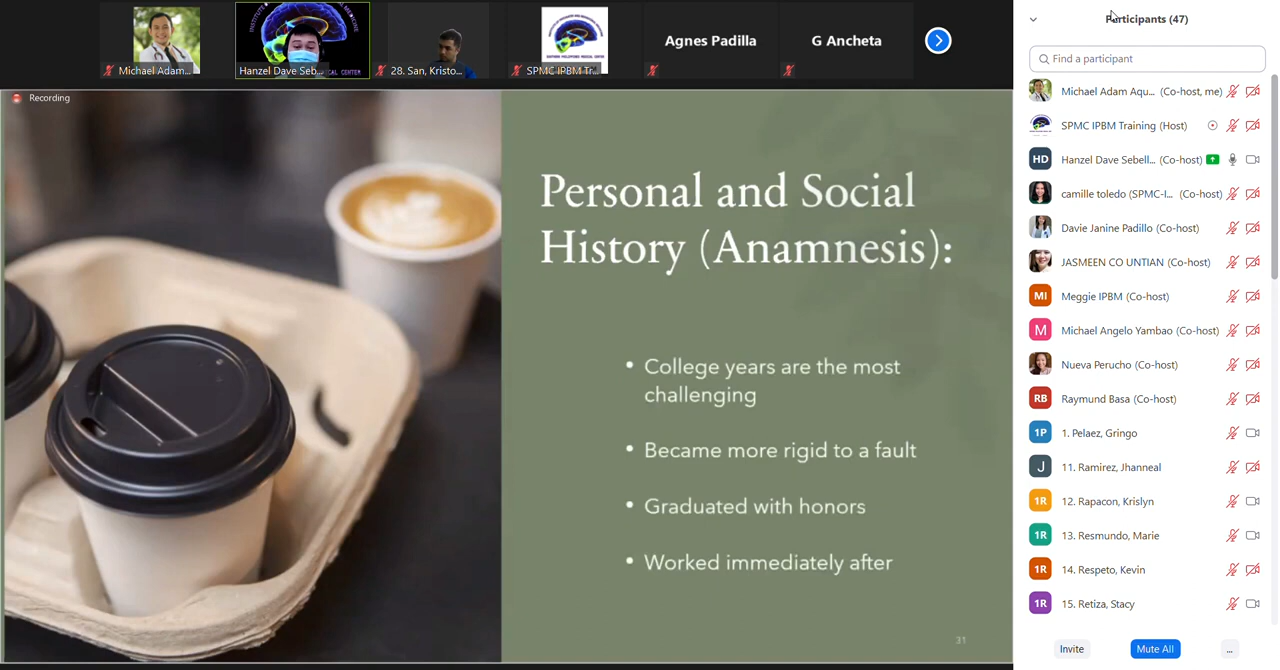 Michael Adam...
Hanzel Dave Seb...
28. San, Kristo...
SPMC IPBM Tr...
Agnes Padilla
G Ancheta
Recording
Personal and Social
History (Anamnesis):
• College years are the most
challenging
• Became more rigid to a fault
• Graduated with honors
• Worked immediately after
31
Participants (47)
Find a participant
Michael Adam Aqu... (Co-host, me)
SPMC IPBM Training (Host)
HD Hanzel Dave Sebell... (Co-host)
camille toledo (SPMC-I... (Co-host)
Davie Janine Padillo (Co-host)
JASMEEN CO UNTIAN (Co-host)
MI Meggie IPBM (Co-host)
M Michael Angelo Yambao (Co-host)
Nueva Perucho (Co-host)
RB Raymund Basa (Co-host)
1P 1. Pelaez, Gringo
J 11. Ramirez, Jhanneal
1R 12. Rapacon, Krislyn
1R 13. Resmundo, Marie
1R 14. Respeto, Kevin
1R 15. Retiza, Stacy
Invite
Mute All
...